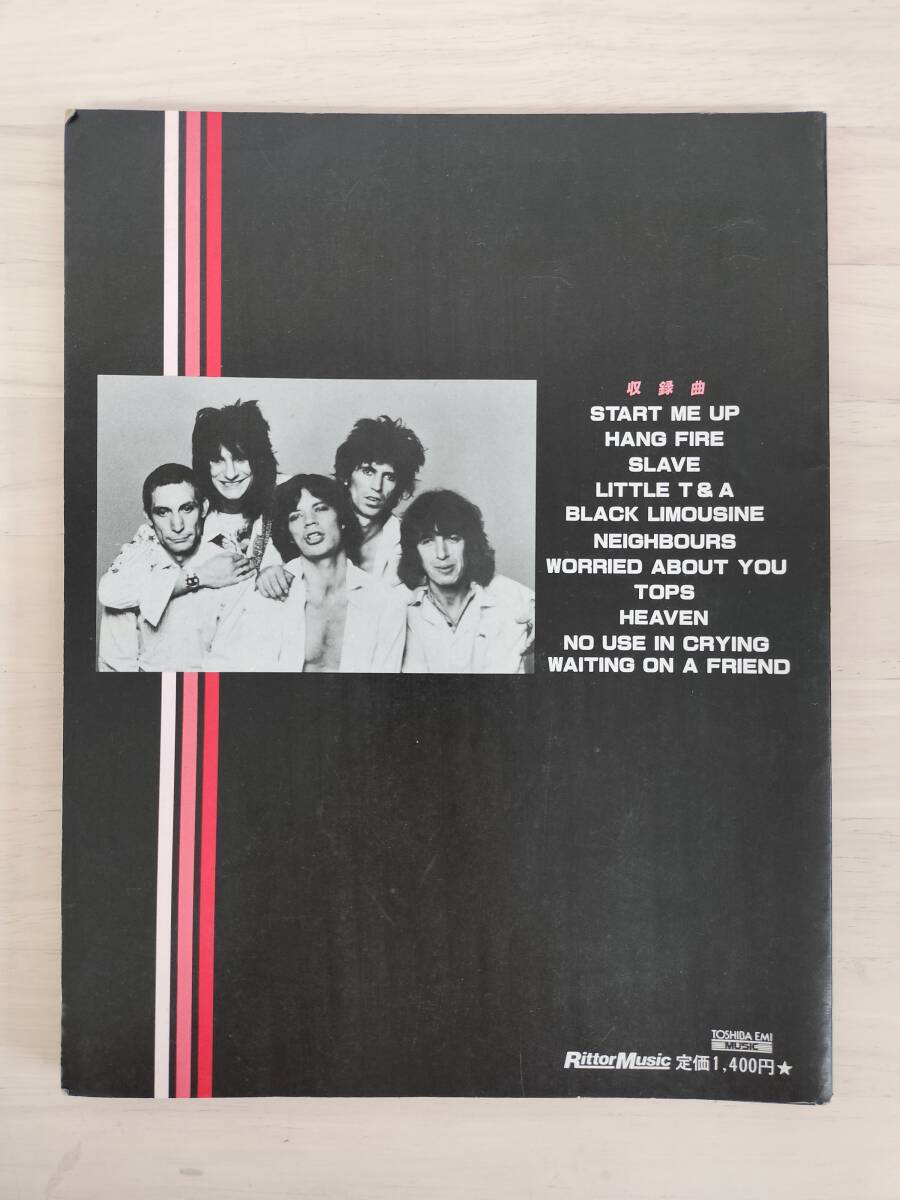 収録曲
START ME UP
HANG FIRE
SLAVE
LITTLE T & A
BLACK LIMOUSINE
NEIGHBOURS
WORRIED ABOUT YOU
TOPS
HEAVEN
NO USE IN CRYING
WAITING ON A FRIEND
TOSHIBA EMI
MUSIC
RittorMusic 定価1,400円★